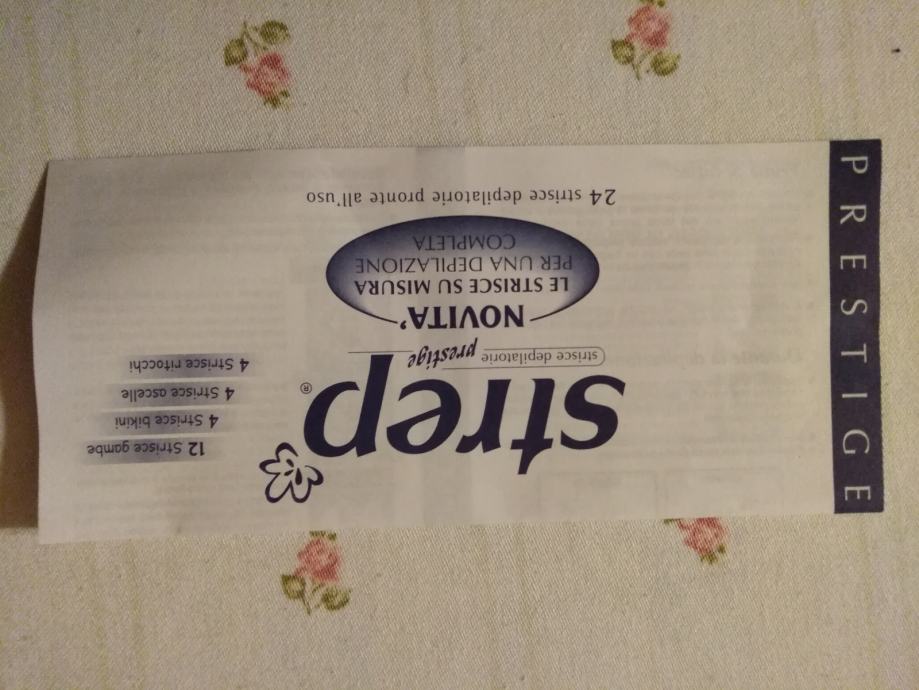 PRESTIGE
strep®
strisce depilatorie prestige
NOVITA'
LE STRISCE SU MISURA
PER UNA DEPILAZIONE
COMPLETA
24 strisce depilatorie pronte all'uso
12 Strisce gambe
4 Strisce bikini
4 Strisce ascelle
4 Strisce ritocchi